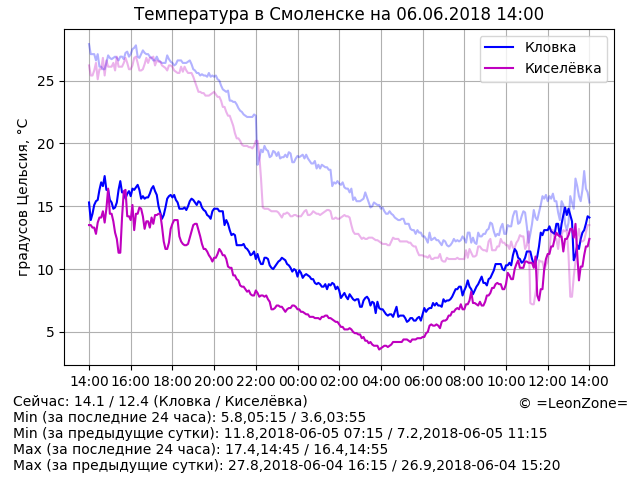 Температура в Смоленске на 06.06.2018 14:00
Кловка
Киселёвка
градусов Цельсия, °C
25
20
15
10
5
14:00 16:00 18:00 20:00 22:00 00:00 02:00 04:00 06:00 08:00 10:00 12:00 14:00
Сейчас: 14.1 / 12.4 (Кловка / Киселёвка)
© =LeonZone=
Min (за последние 24 часа): 5.8,05:15 / 3.6,03:55
Min (за предыдущие сутки): 11.8,2018-06-05 07:15 / 7.2,2018-06-05 11:15
Max (за последние 24 часа): 17.4,14:45 / 16.4,14:55
Max (за предыдущие сутки): 27.8,2018-06-04 16:15 / 26.9,2018-06-04 15:20